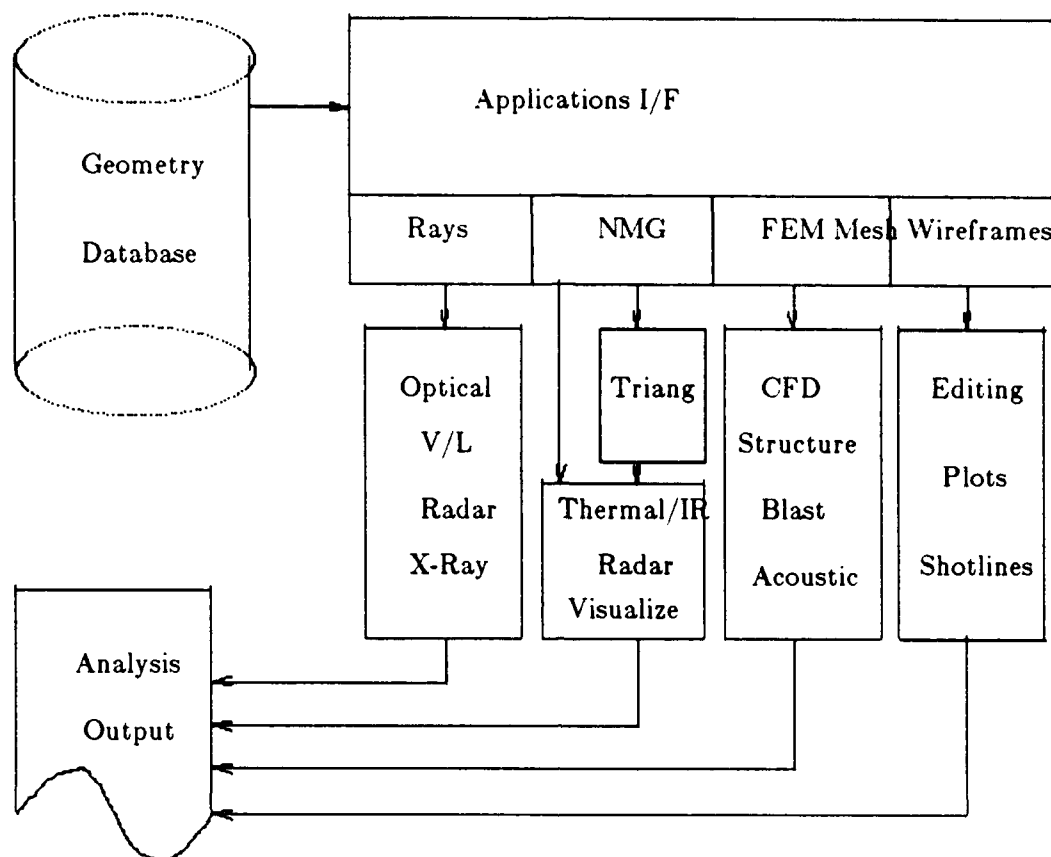 Applications I/F
Geometry
Database
Rays
NMG
FEM Mesh
Wireframes
Optical
V/L
Radar
X-Ray
Triang
Thermal/IR
Radar
Visualize
CFD
Structure
Blast
Acoustic
Editing
Plots
Shotlines
Analysis
Output